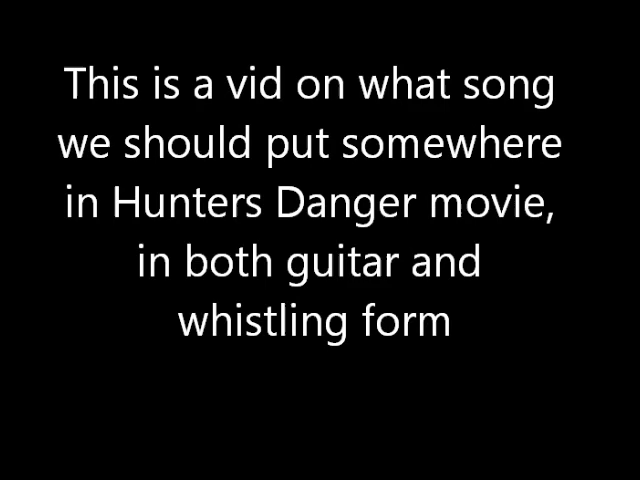 This is a vid on what song
we should put somewhere
in Hunters Danger movie,
in both guitar and
whistling form